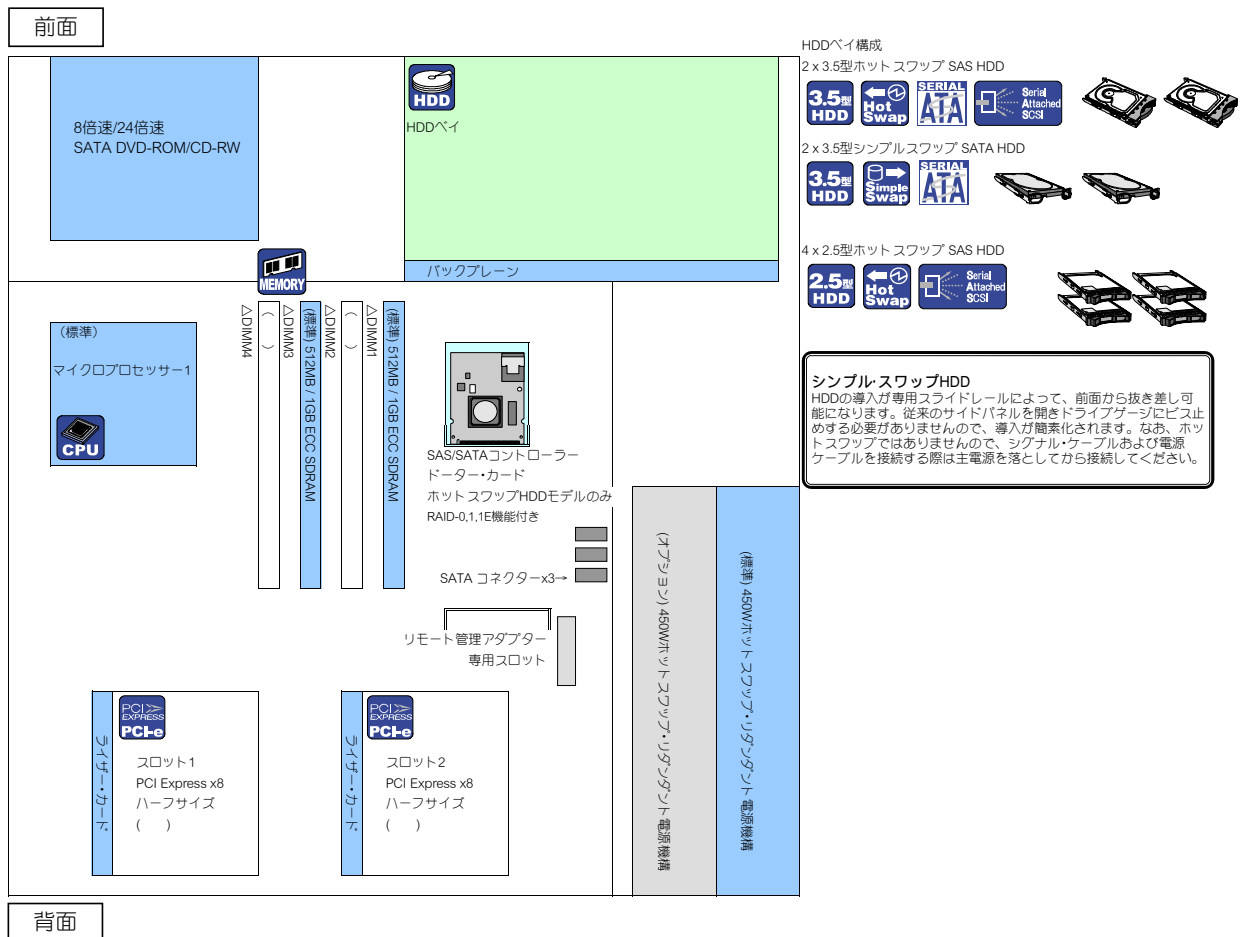 前面
8倍速/24倍速
SATA DVD-ROM/CD-RW
HDD
HDDベイ
バックプレーン
MEMORY
(標準)
マイクロプロセッサー1
CPU
△DIMM4
( )
△DIMM3
(標準) 512MB / 1GB ECC SDRAM
△DIMM2
( )
△DIMM1
(標準) 512MB / 1GB ECC SDRAM
SAS/SATAコントローラー
ドーター・カード
ホットスワップHDDモデルのみ
RAID-0,1,1E機能付き
SATA コネクターx3→
リモート管理アダプター
専用スロット
ライザー・カード
PCI EXPRESS
PCI-e
スロット1
PCI Express x8
ハーフサイズ
( )
ライザー・カード
PCI EXPRESS
PCI-e
スロット2
PCI Express x8
ハーフサイズ
( )
(オプション) 450Wホットスワップ・リダンダント電源機構
(標準) 450Wホットスワップ・リダンダント電源機構
背面
HDDベイ構成
2 x 3.5型ホットスワップ SAS HDD
3.5型 HDD
Hot Swap
SERIAL ATA
Serial Attached SCSI
2 x 3.5型シンプルスワップ SATA HDD
3.5型 HDD
Simple Swap
SERIAL ATA
4 x 2.5型ホットスワップ SAS HDD
2.5型 HDD
Hot Swap
Serial Attached SCSI
シンプル・スワップHDD
HDDの導入が専用スライドレールによって、前面から抜き差し可
能になります。従来のサイドパネルを開きドライブゲージにビス止
めする必要がありませんので、導入が簡素化されます。なお、ホッ
トスワップではありませんので、シグナル・ケーブルおよび電源
ケーブルを接続する際は主電源を落としてから接続してください。